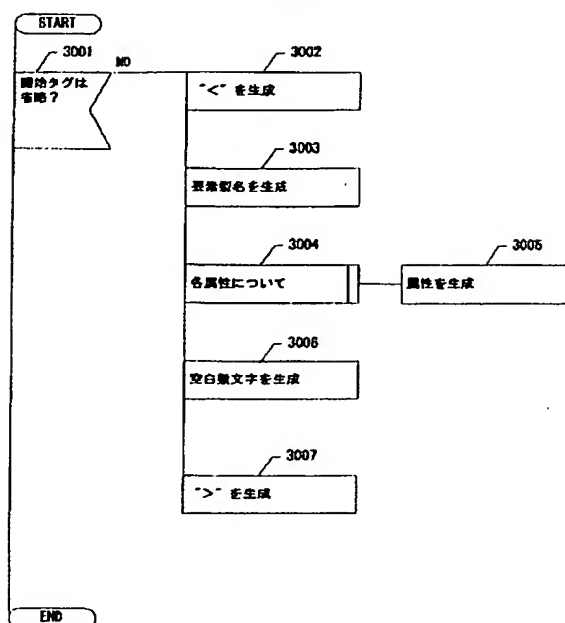 START
3001
NO
開始タグは
省略？
3002
"<" を生成
3003
要素型名を生成
3004
各属性について
3005
属性を生成
3006
空白類文字を生成
3007
">" を生成
END